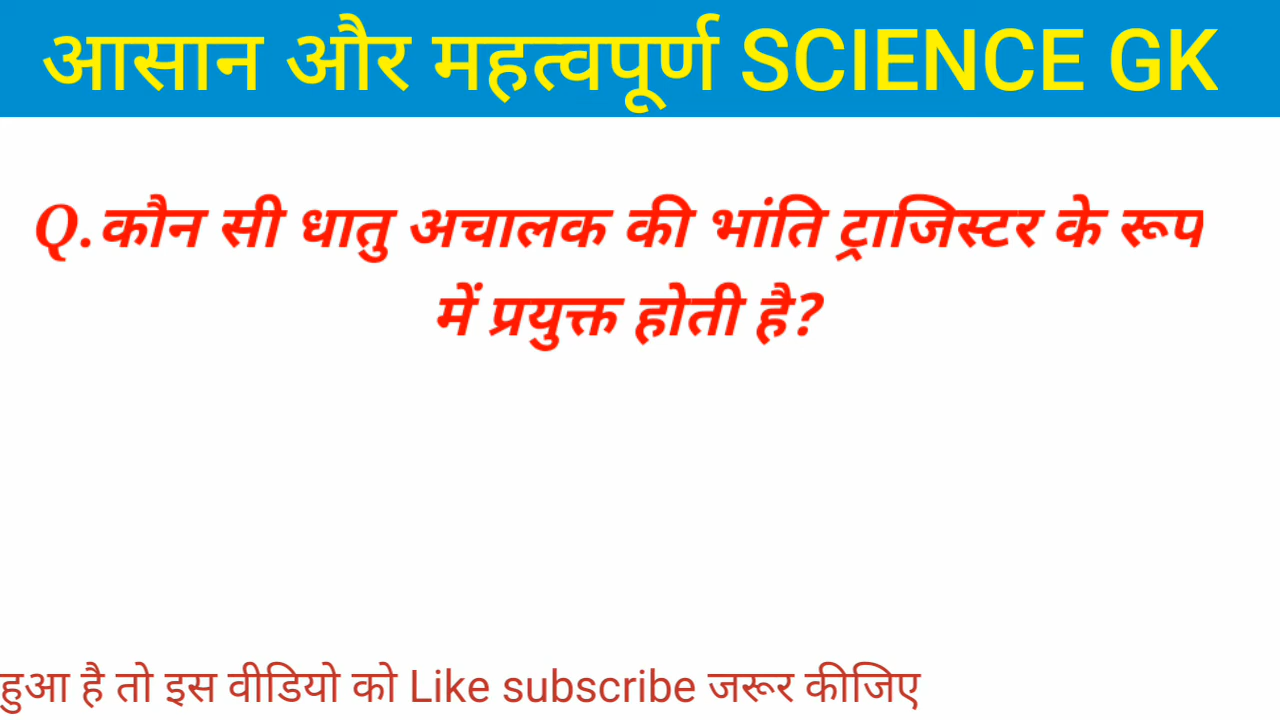 आसान और महत्वपूर्ण SCIENCE GK
Q.कौन सी धातु अचालक की भांति ट्राजिस्टर के रूप
में प्रयुक्त होती है?
हुआ है तो इस वीडियो को Like subscribe जरूर कीजिए